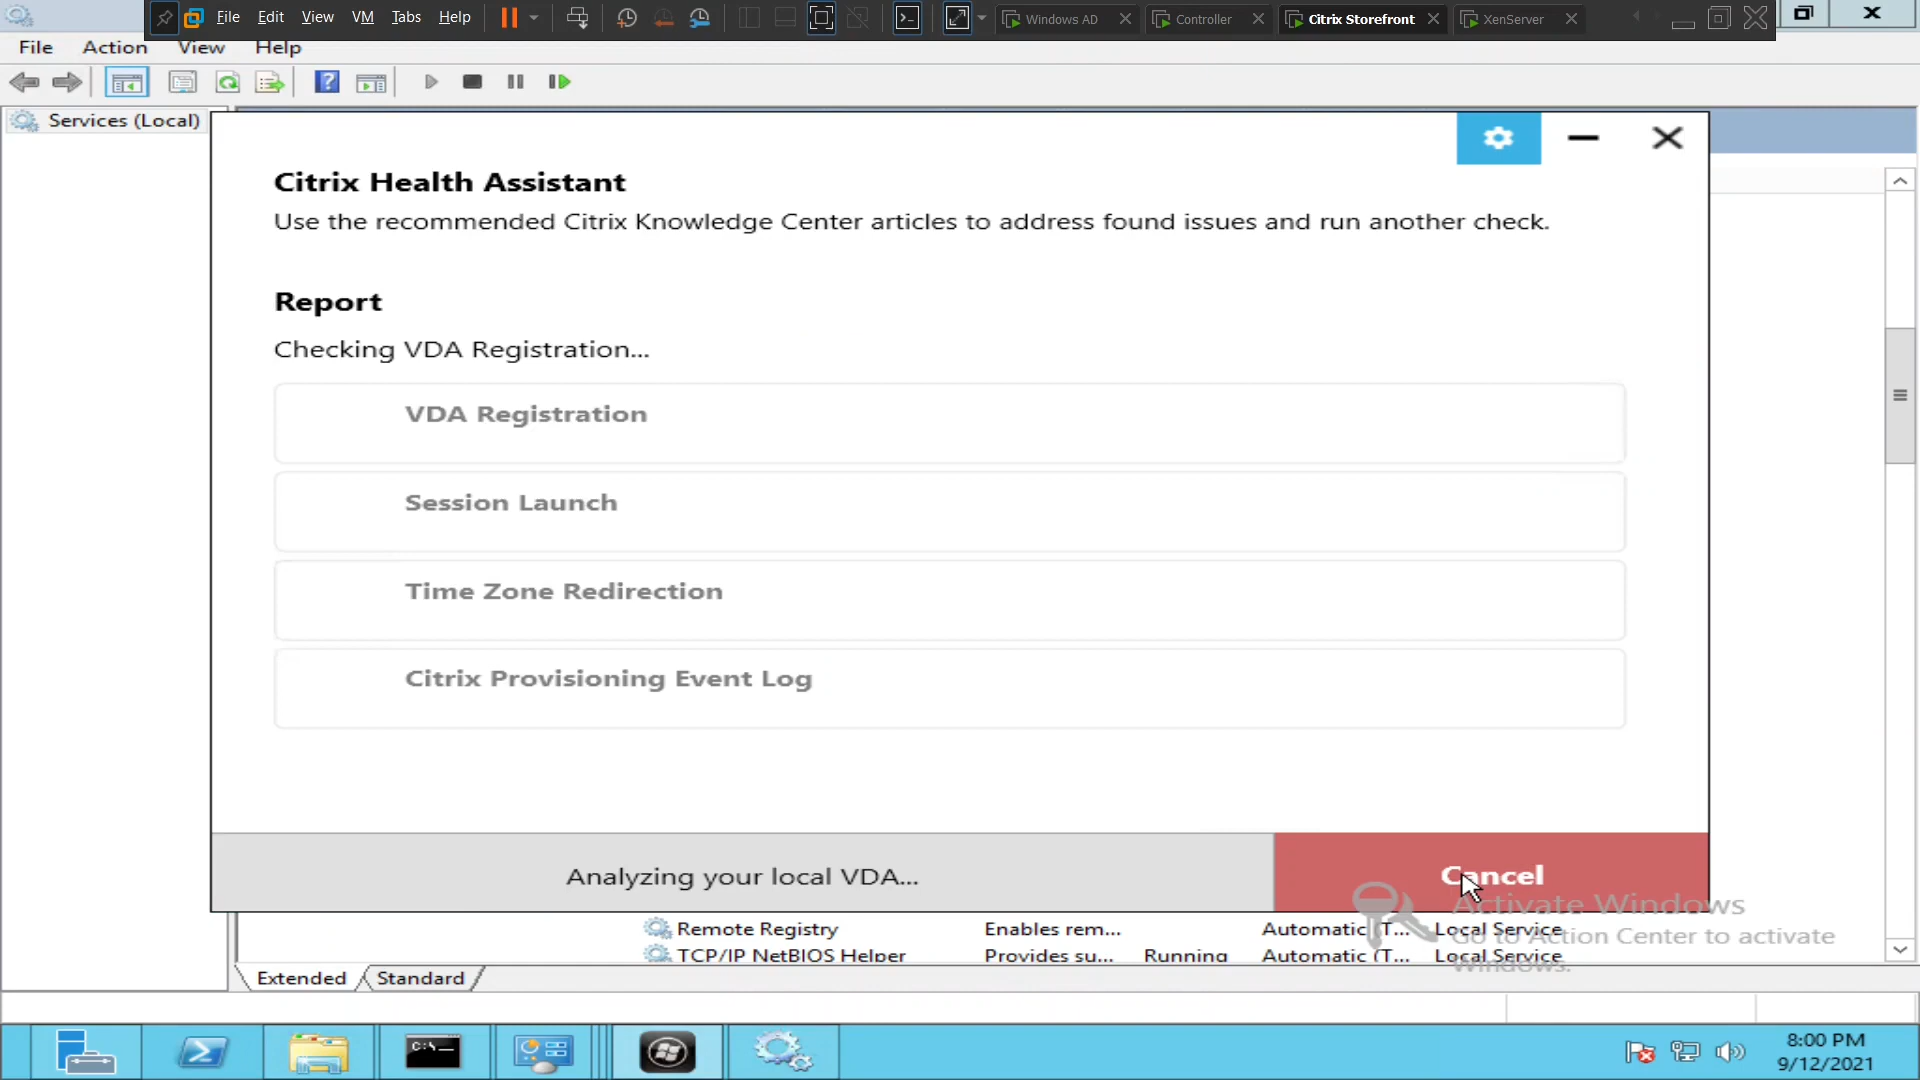 File Edit View VM Tabs Help Windows AD Controller Citrix Storefront XenServer
File Action View Help
Services (Local)
Citrix Health Assistant
Use the recommended Citrix Knowledge Center articles to address found issues and run another check.
Report
Checking VDA Registration...
VDA Registration
Session Launch
Time Zone Redirection
Citrix Provisioning Event Log
Analyzing your local VDA...
Cancel
Activate Windows
Go to Action Center to activate
Windows.
Remote Registry Enables rem... Automatic (T... Local Service
TCP/IP NetBIOS Helper Provides su... Running Automatic (T... Local Service
Extended Standard
C:\
8:00 PM
9/12/2021